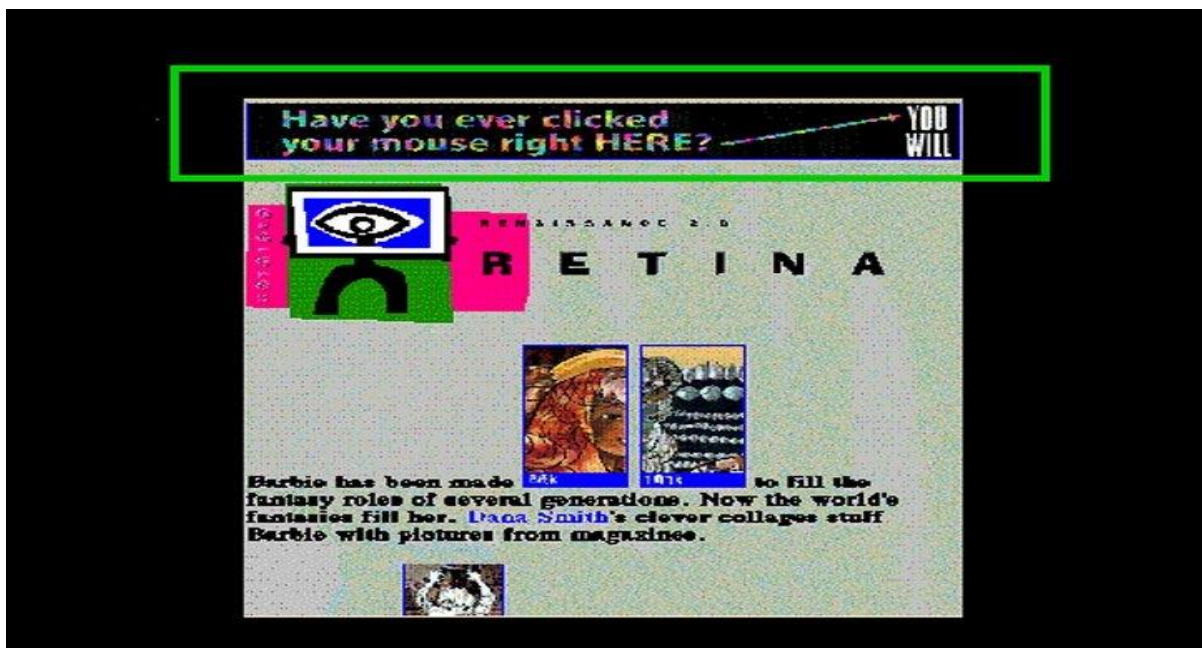 Have you ever clicked
your mouse right HERE?
YOU
WILL
RENAISSANCE 2.0
RETINA
86k
Barbie has been made to fill the
fantasy roles of several generations. Now the world's
fantasies fill her. Dana Smith's clever collages stuff
Barbie with pictures from magazines.